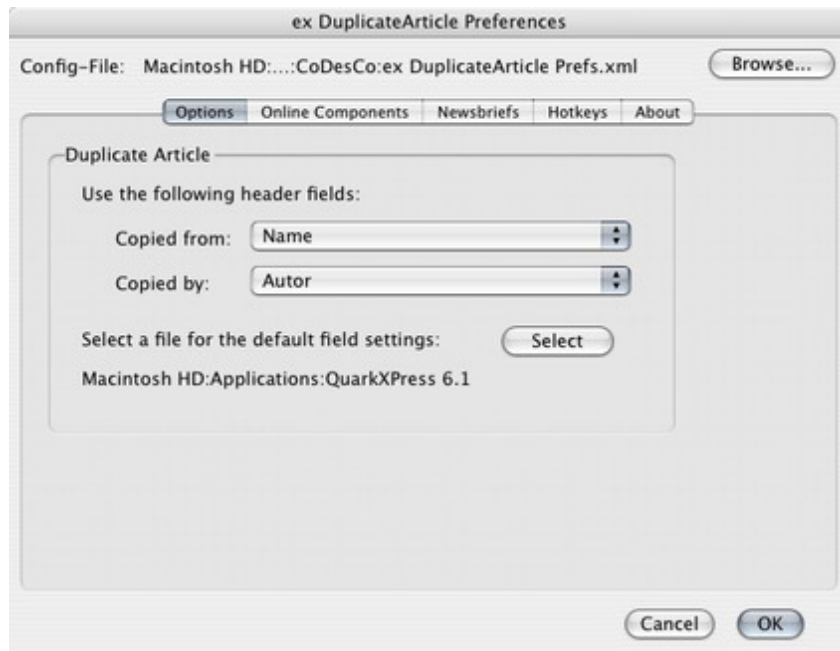 ex DuplicateArticle Preferences
Config-File: Macintosh HD:...:CoDesCo:ex DuplicateArticle Prefs.xml Browse...
Options Online Components Newsbriefs Hotkeys About
Duplicate Article
Use the following header fields:
Copied from: Name
Copied by: Autor
Select a file for the default field settings: Select
Macintosh HD:Applications:QuarkXPress 6.1
Cancel OK